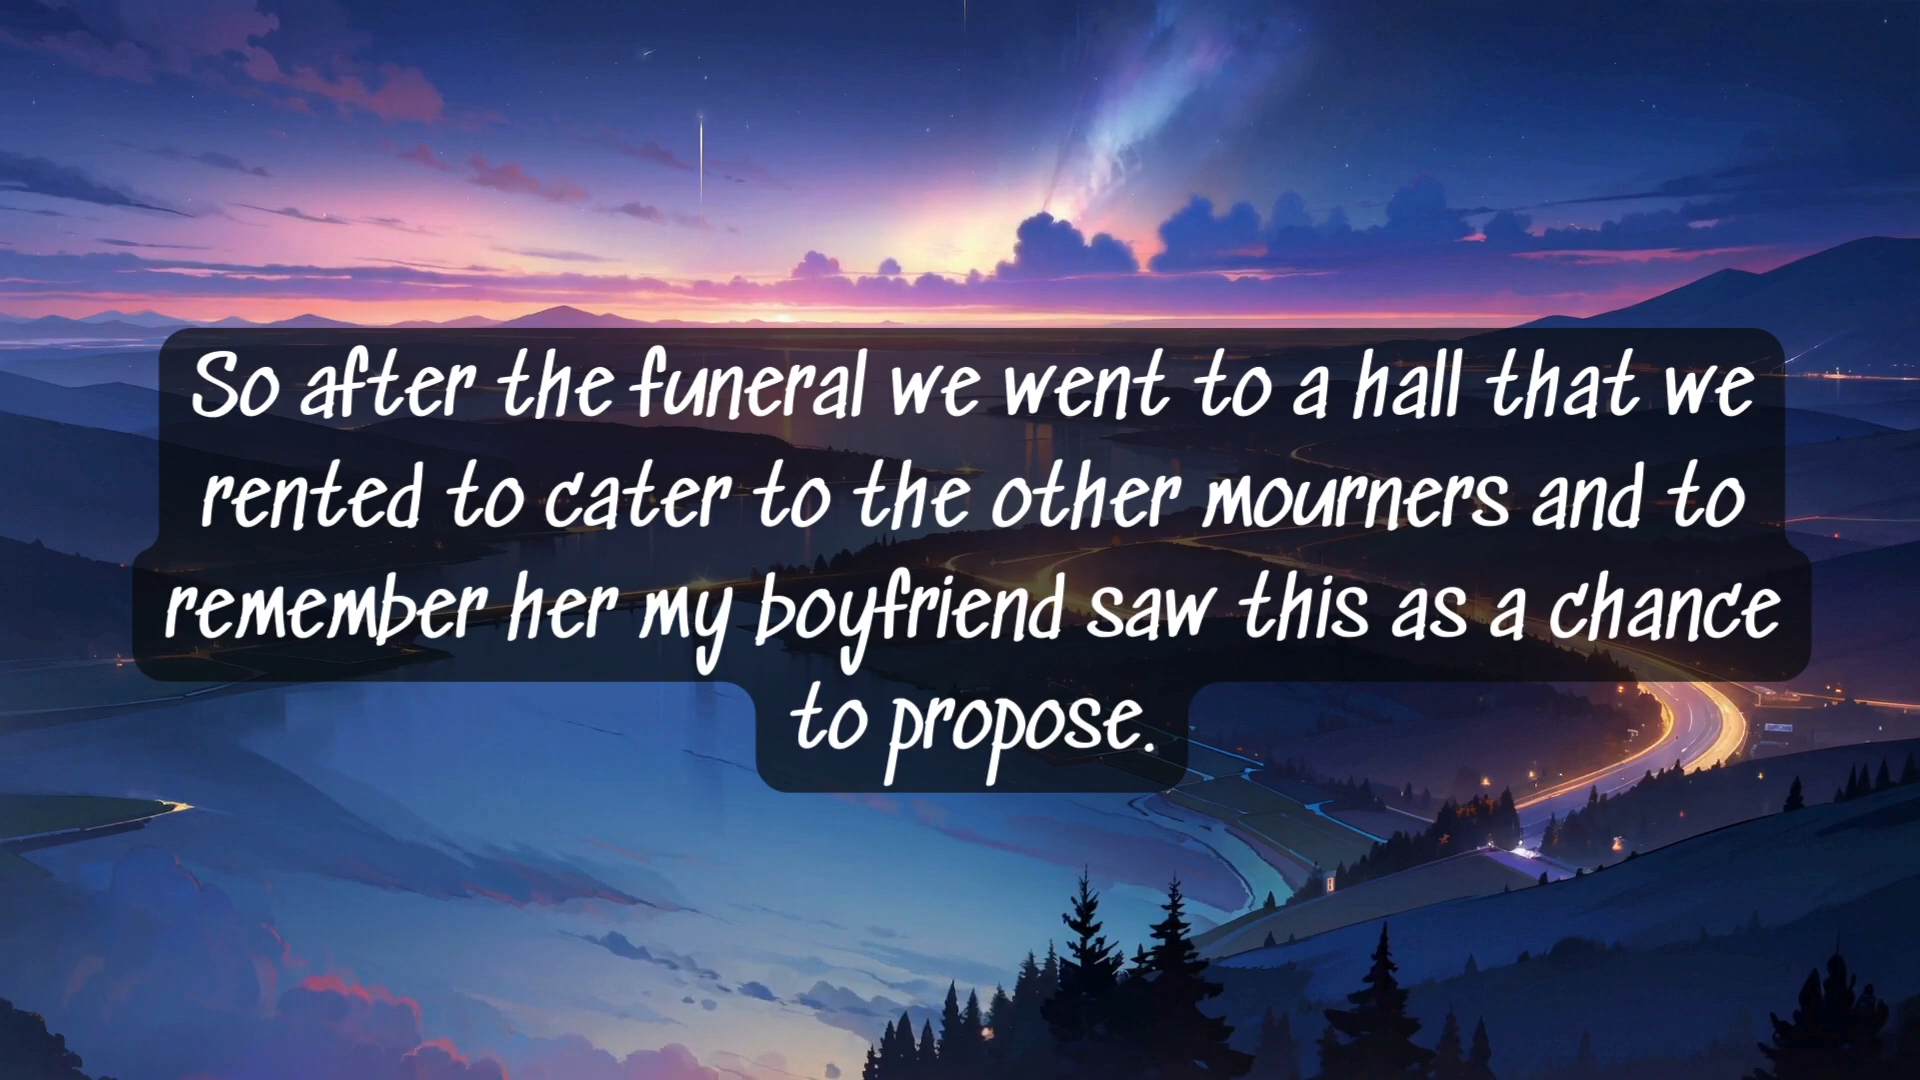 So after the funeral we went to a hall that we
rented to cater to the other mourners and to
remember her my boyfriend saw this as a chance
to propose.